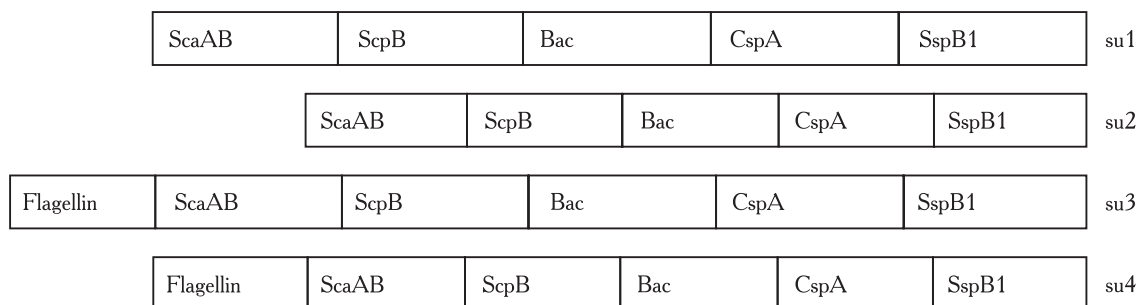 ScaAB ScpB Bac CspA SspB1 su1
ScaAB ScpB Bac CspA SspB1 su2
Flagellin ScaAB ScpB Bac CspA SspB1 su3
Flagellin ScaAB ScpB Bac CspA SspB1 su4